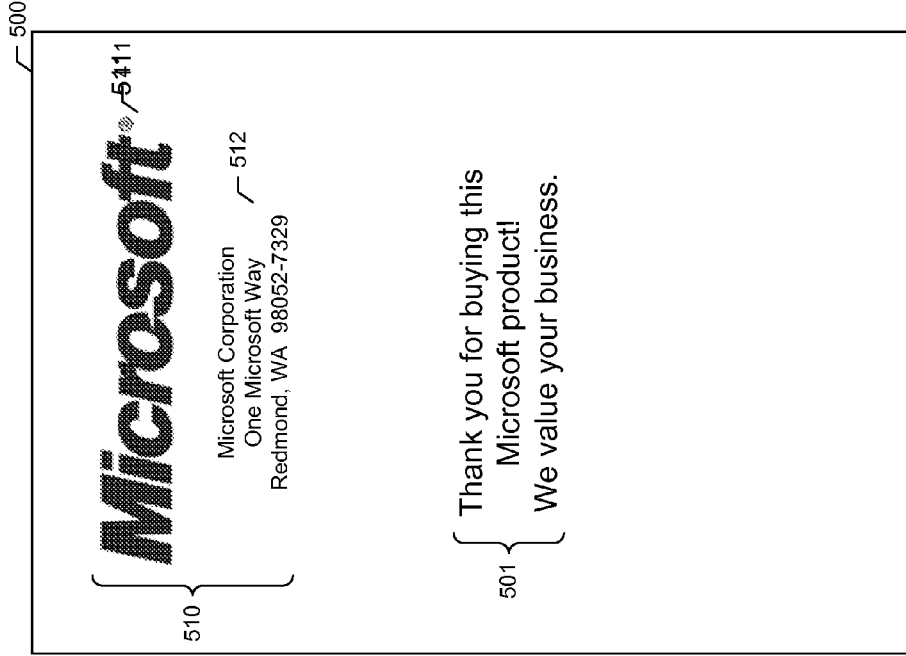 500
Microsoft®
511
Microsoft Corporation
One Microsoft Way
Redmond, WA 98052-7329
512
510
Thank you for buying this
Microsoft product!
We value your business.
501